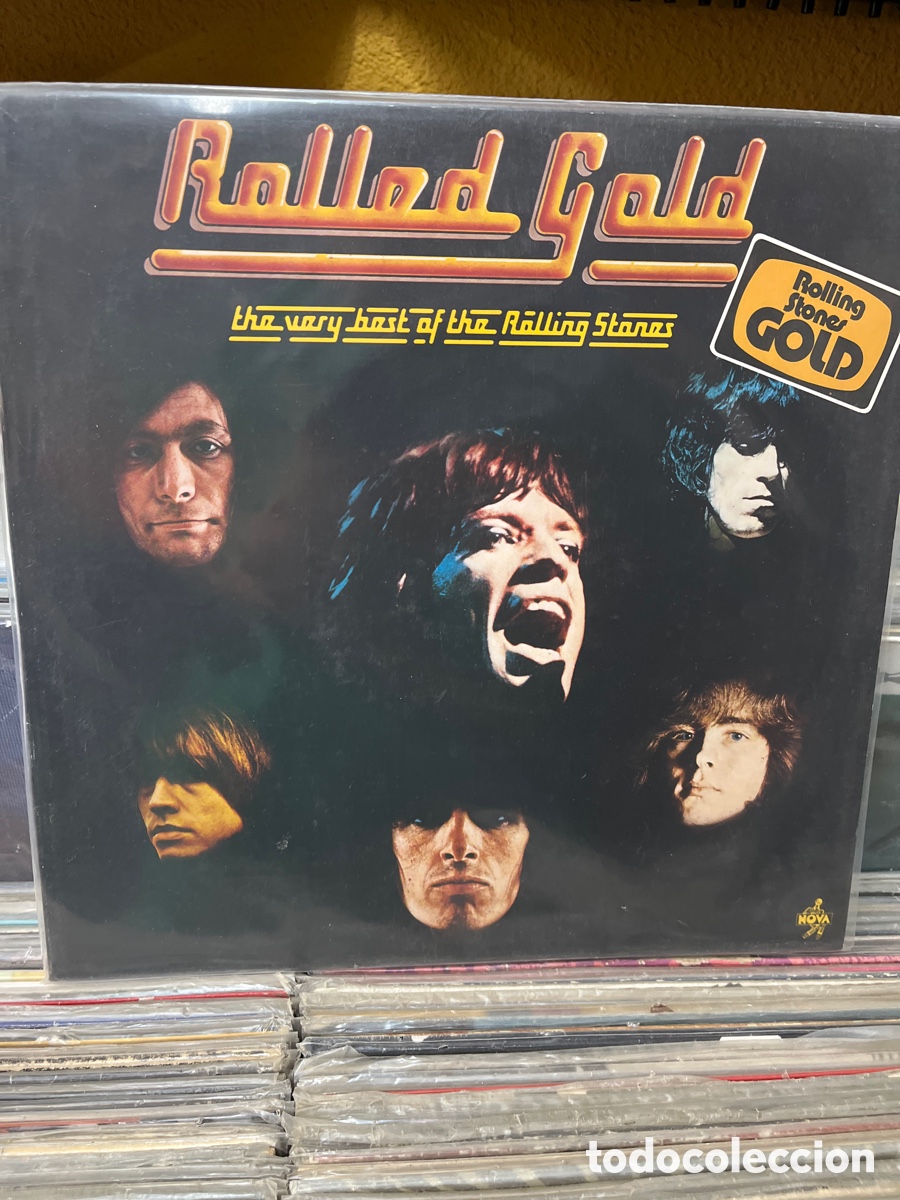 Rolled Gold
the very best of the Rolling Stones
Rolling
Stones
GOLD
NOVA
todocoleccion